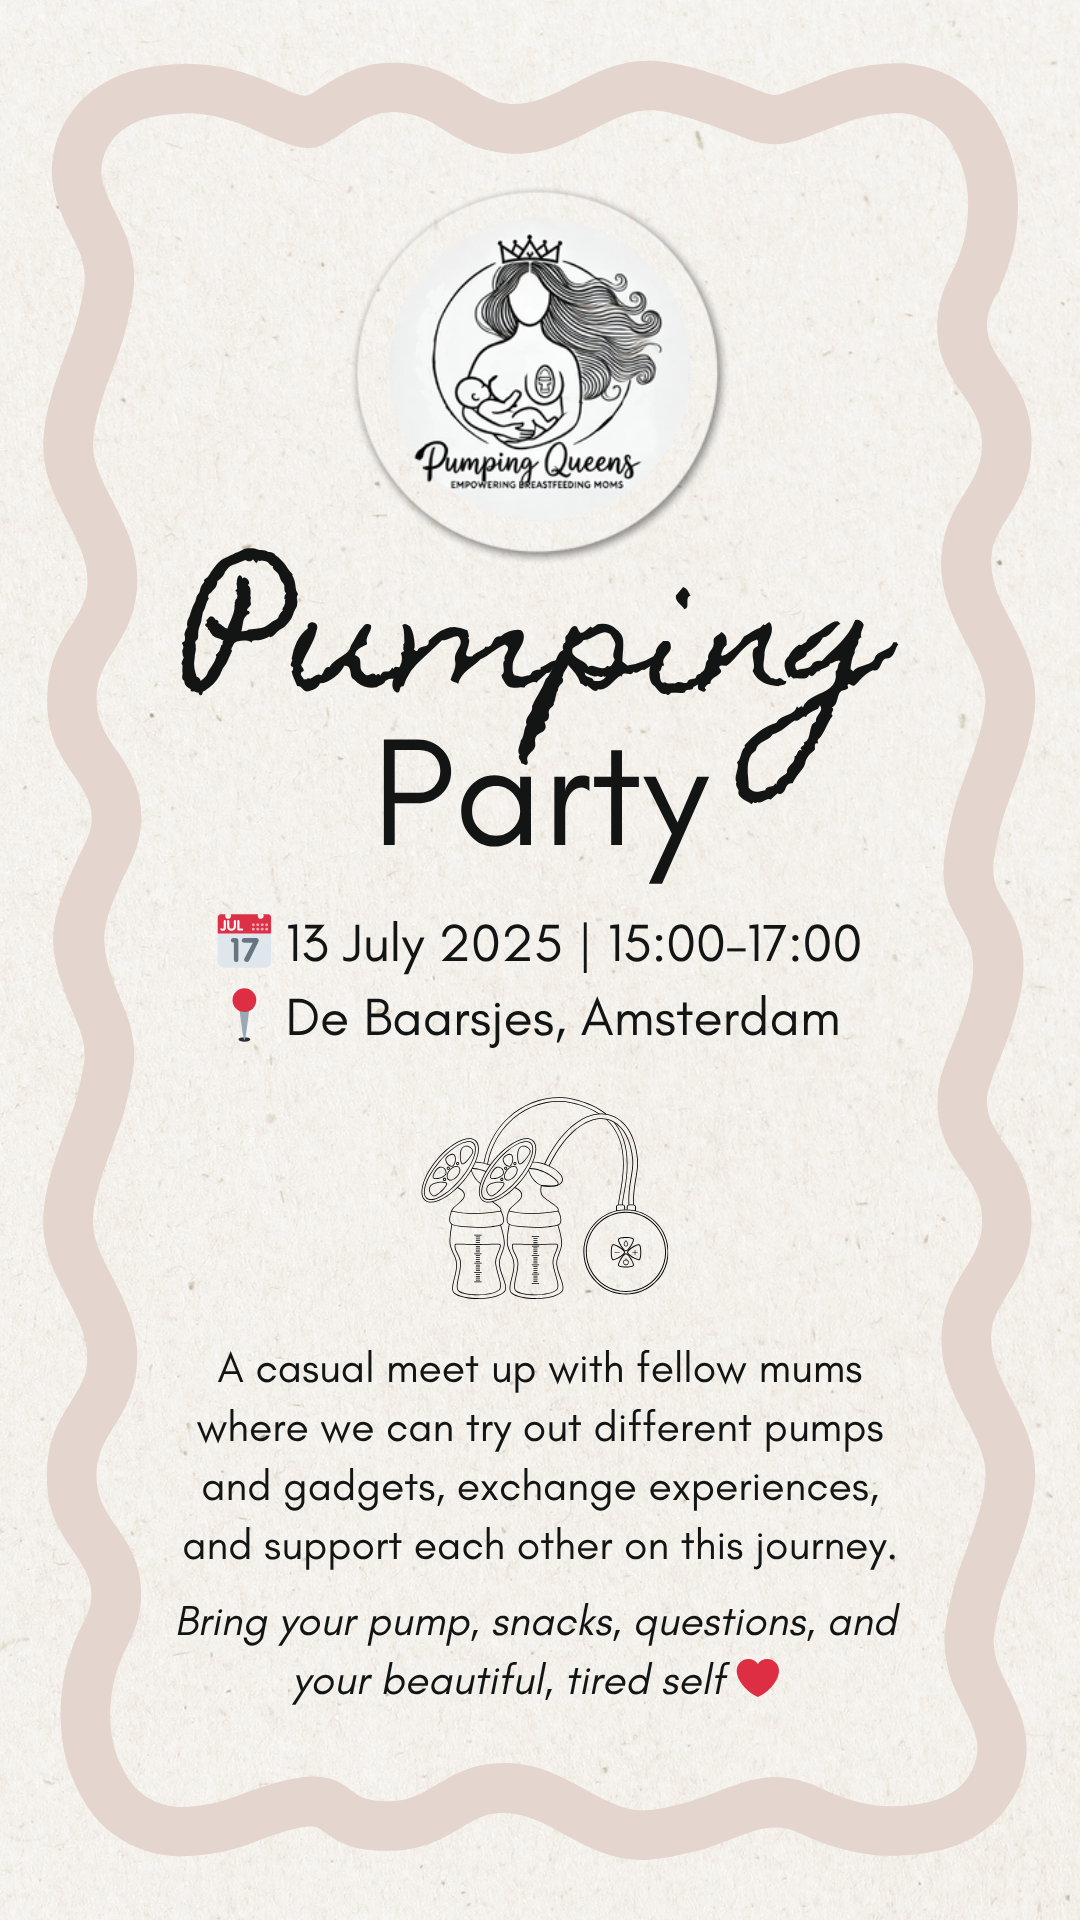 Pumping Queens
EMPOWERING BREASTFEEDING MOMS
Pumping
Party
📅 13 July 2025 | 15:00–17:00
📍 De Baarsjes, Amsterdam
A casual meet up with fellow mums
where we can try out different pumps
and gadgets, exchange experiences,
and support each other on this journey.
Bring your pump, snacks, questions, and
your beautiful, tired self ❤️